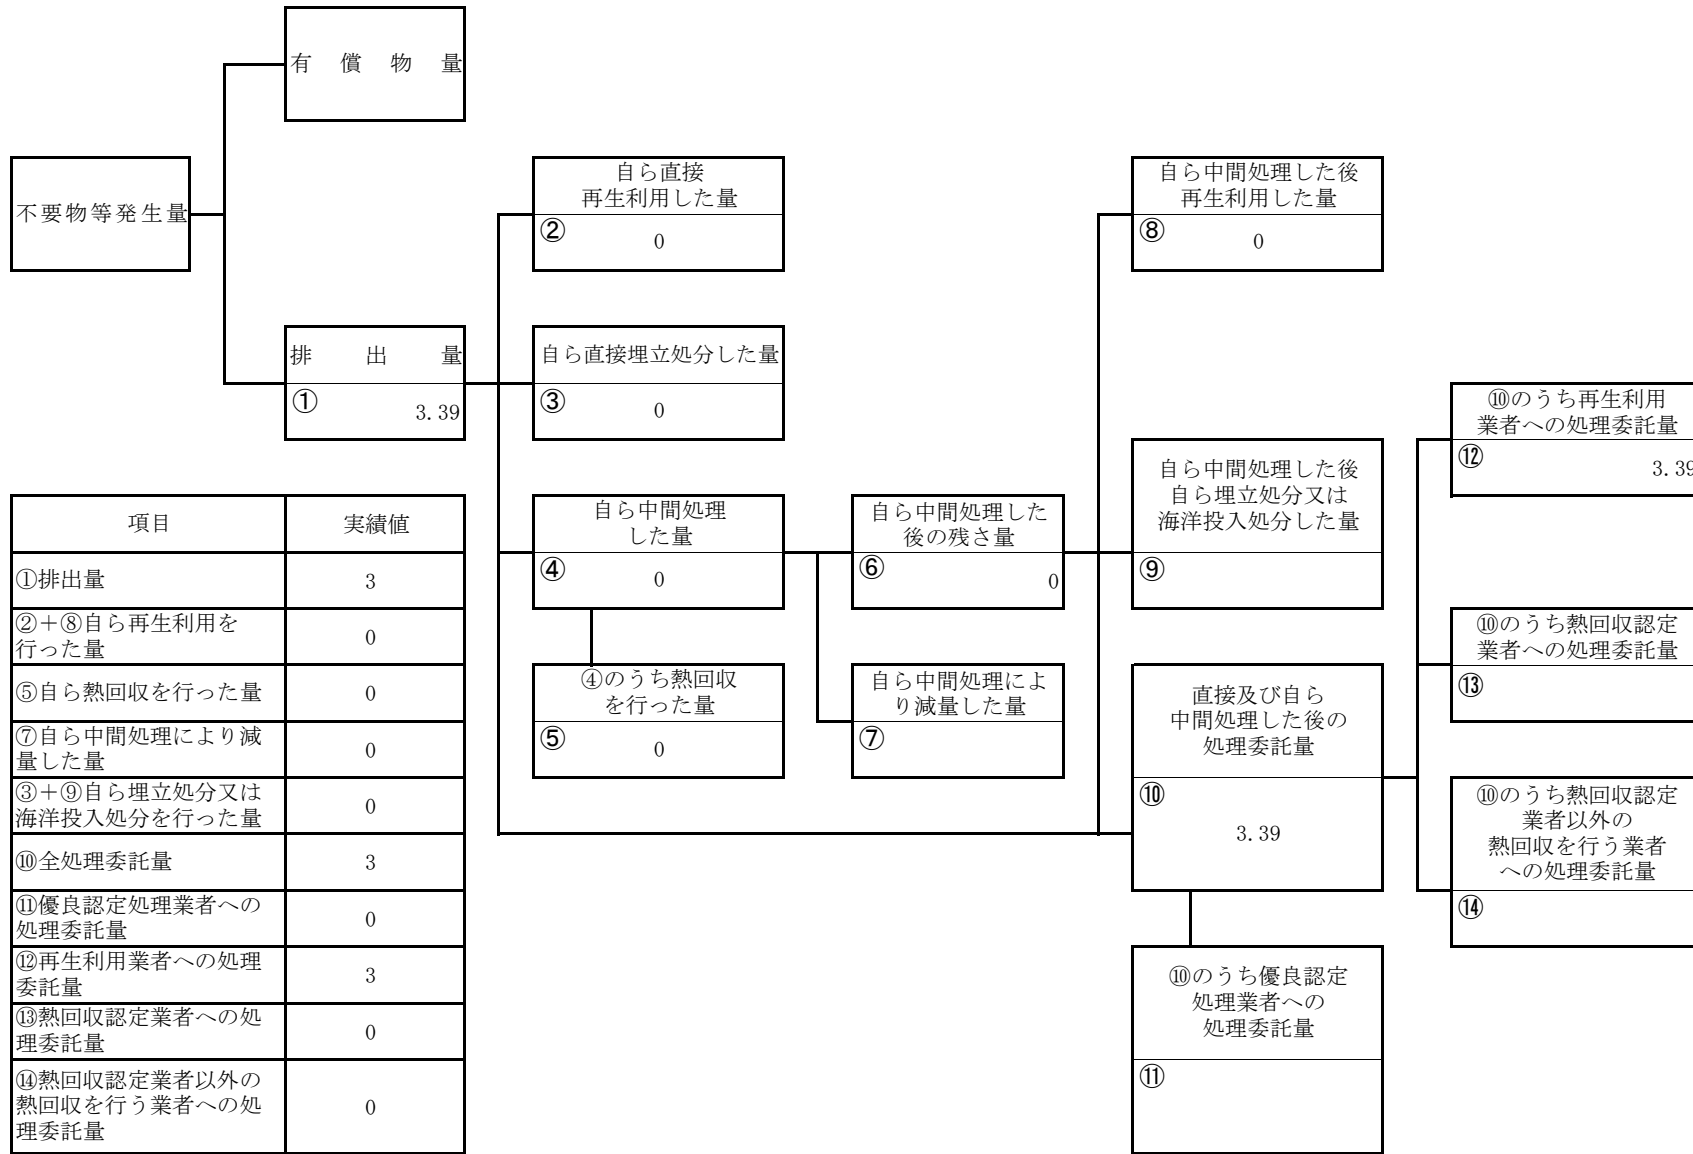 有償物量
不要物等発生量
排出量
①
3.39
自ら直接
再生利用した量
②
0
自ら直接埋立処分した量
③
0
自ら中間処理
した量
④
0
④のうち熱回収
を行った量
⑤
0
自ら中間処理した
後の残さ量
⑥
0
自ら中間処理によ
り減量した量
⑦
自ら中間処理した後
再生利用した量
⑧
0
自ら中間処理した後
自ら埋立処分又は
海洋投入処分した量
⑨
直接及び自ら
中間処理した後の
処理委託量
⑩
3.39
⑩のうち優良認定
処理業者への
処理委託量
⑪
⑩のうち再生利用
業者への処理委託量
⑫
3.39
⑩のうち熱回収認定
業者への処理委託量
⑬
⑩のうち熱回収認定
業者以外の
熱回収を行う業者
への処理委託量
⑭
項目 実績値
①排出量 3
②＋⑧自ら再生利用を
行った量 0
⑤自ら熱回収を行った量 0
⑦自ら中間処理により減
量した量 0
③＋⑨自ら埋立処分又は
海洋投入処分を行った量 0
⑩全処理委託量 3
⑪優良認定処理業者への
処理委託量 0
⑫再生利用業者への処理
委託量 3
⑬熱回収認定業者への処
理委託量 0
⑭熱回収認定業者以外の
熱回収を行う業者への処
理委託量 0